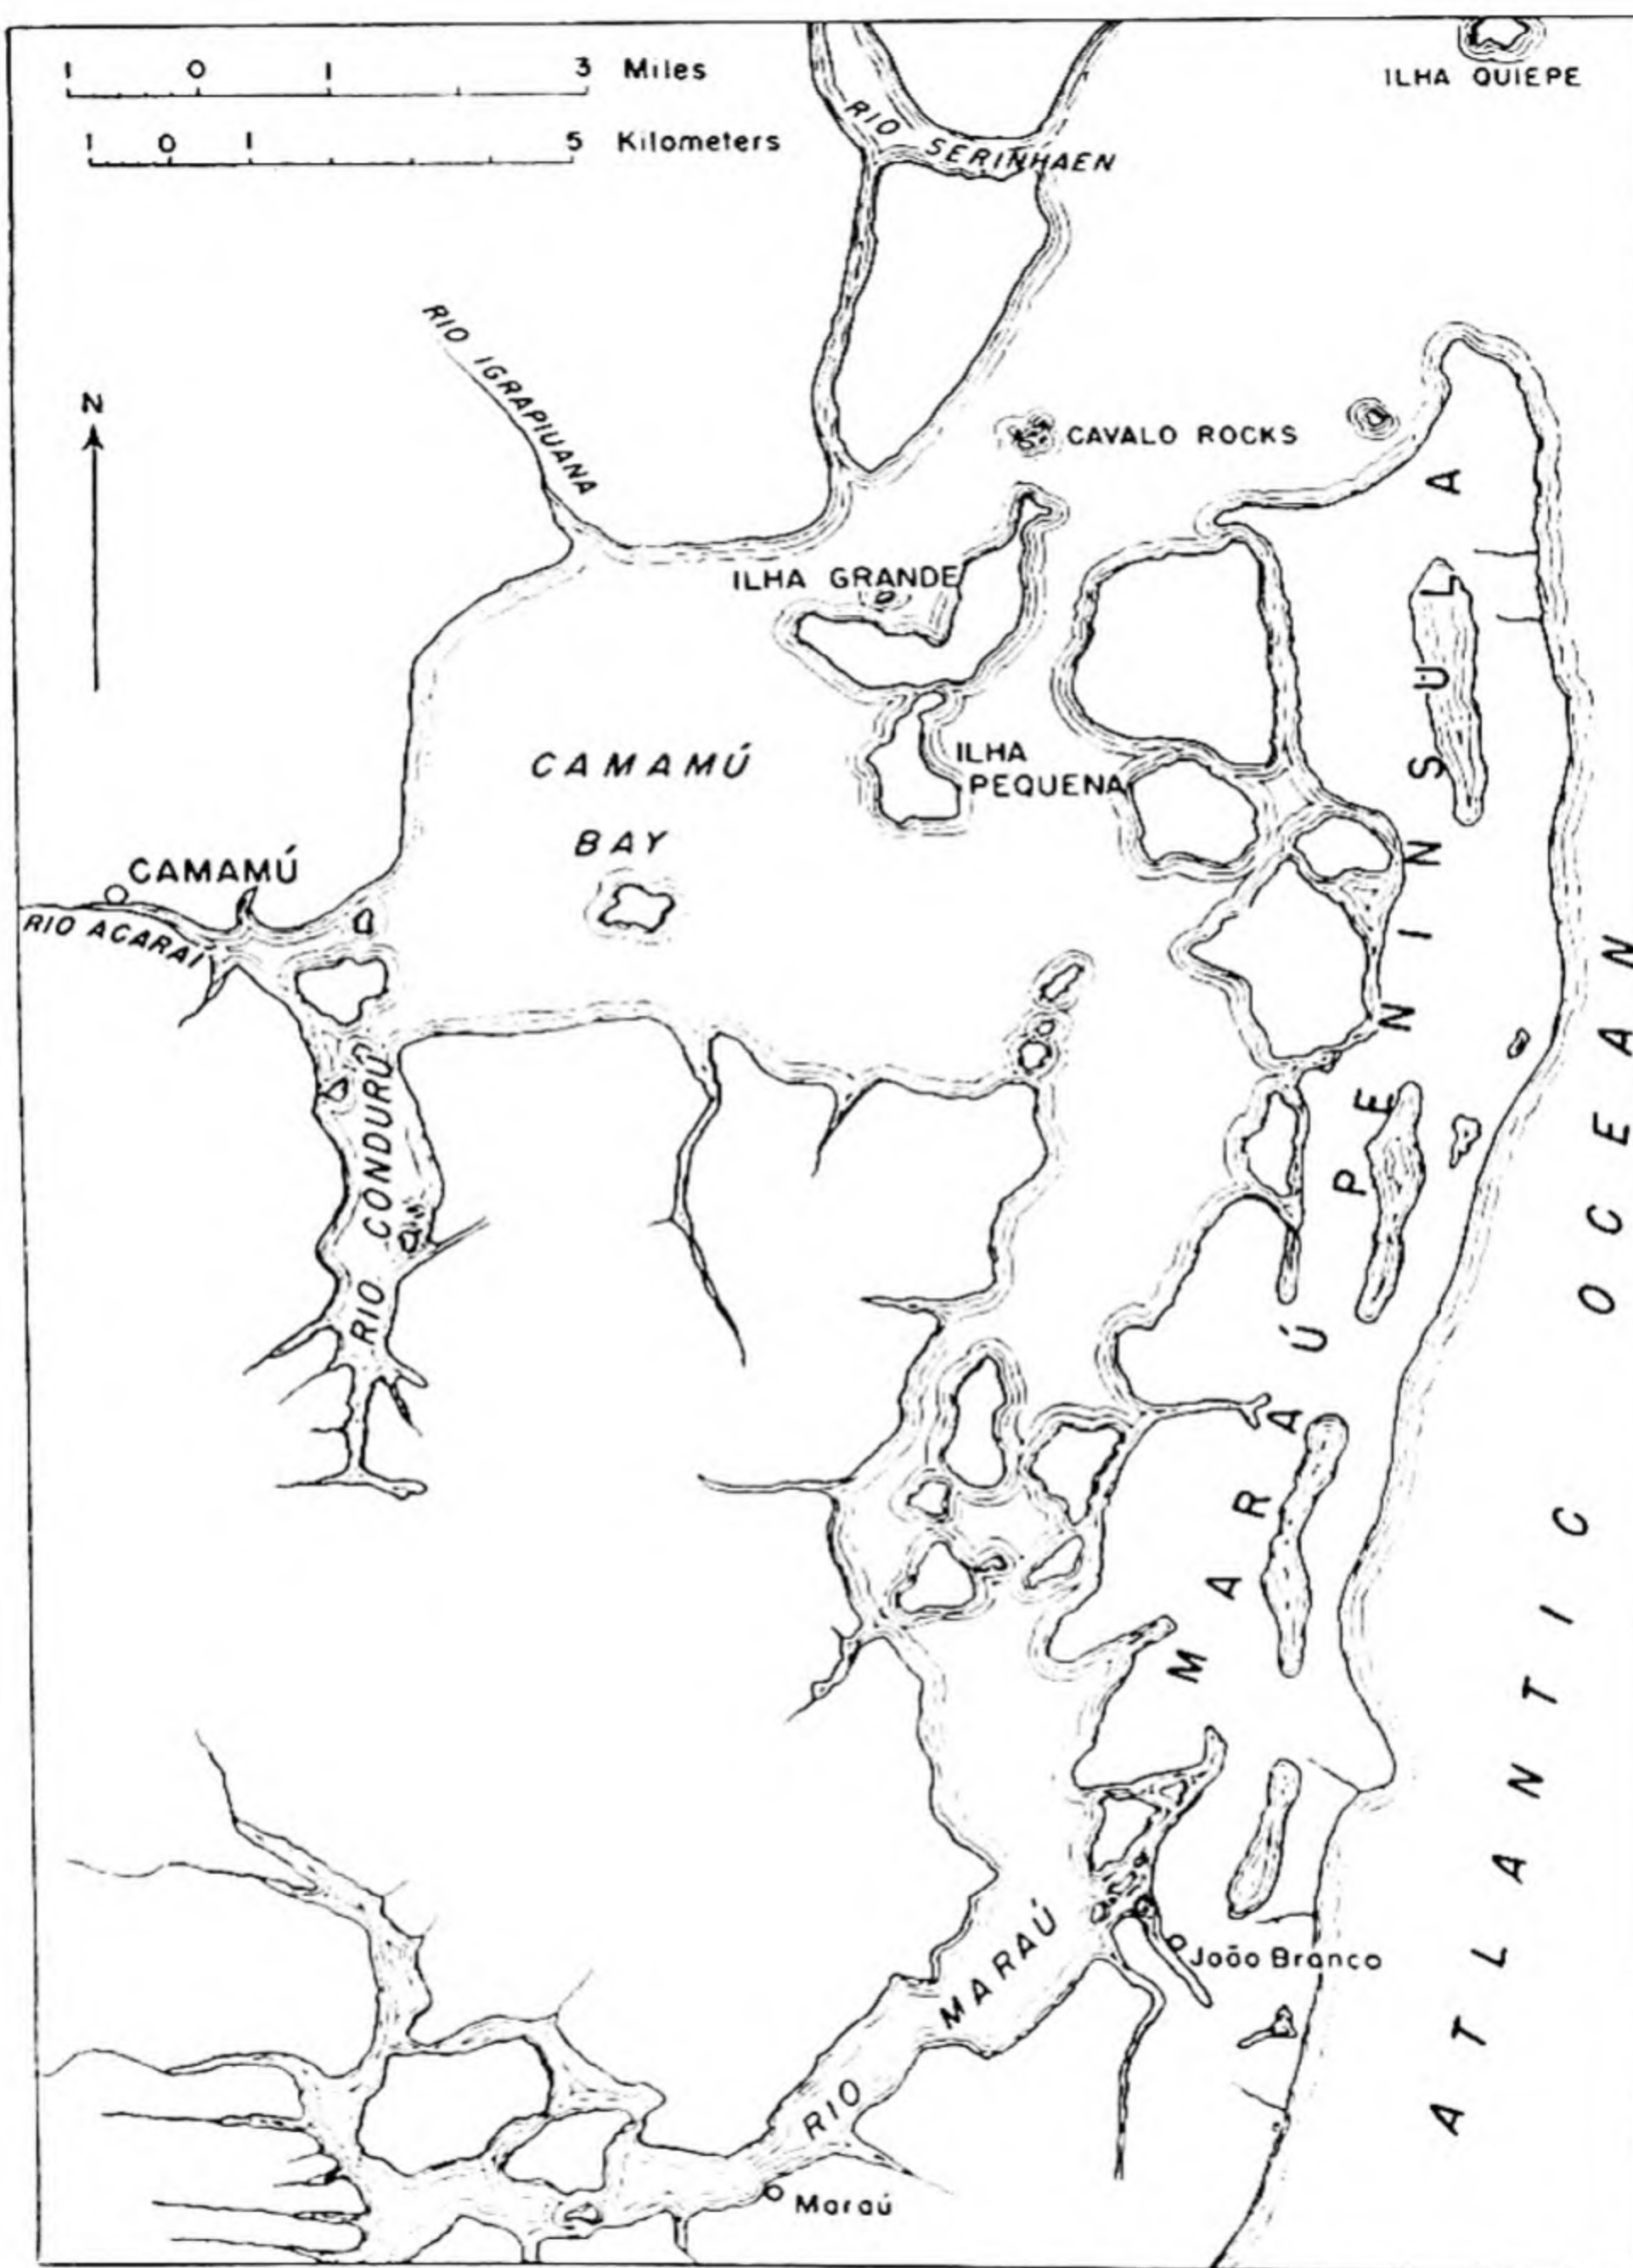 1 0 1 3 Miles
1 0 1 5 Kilometers
ILHA QUIEPE
RIO SERINHAEN
RIO IGRAPIUANA
N
CAVALO ROCKS
ILHA GRANDE
ILHA
PEQUENA
CAMAMÚ
BAY
CAMAMÚ
RIO ACARAÍ
RIO CONDURÚ
MARAÚ PENINSULA
ATLANTIC OCEAN
João Branco
RIO MARAÚ
Maraú